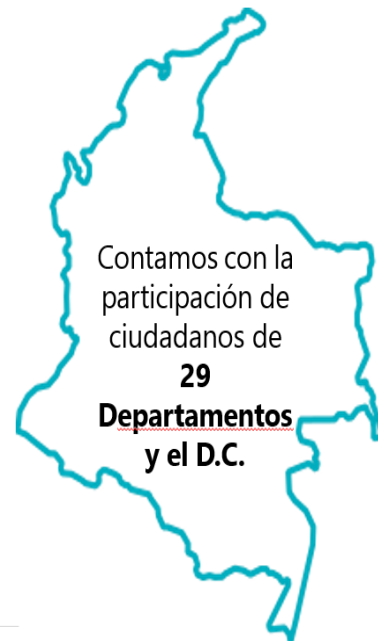 Contamos con la
participación de
ciudadanos de
29
Departamentos
y el D.C.